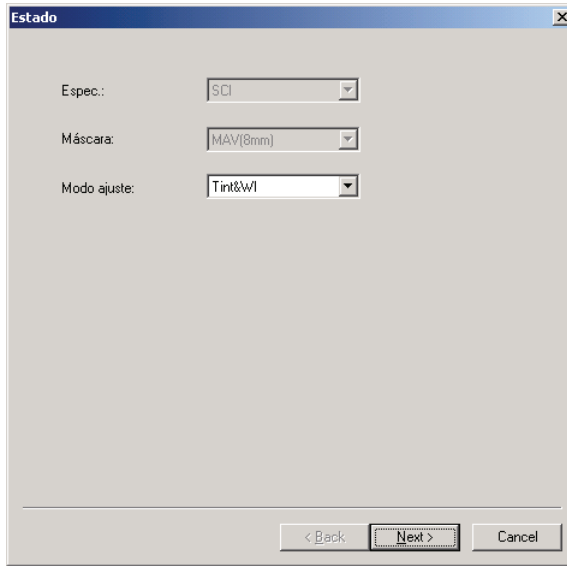 Estado
Espec.: SCI
Máscara: MAV(8mm)
Modo ajuste: Tint&WI
< Back Next > Cancel